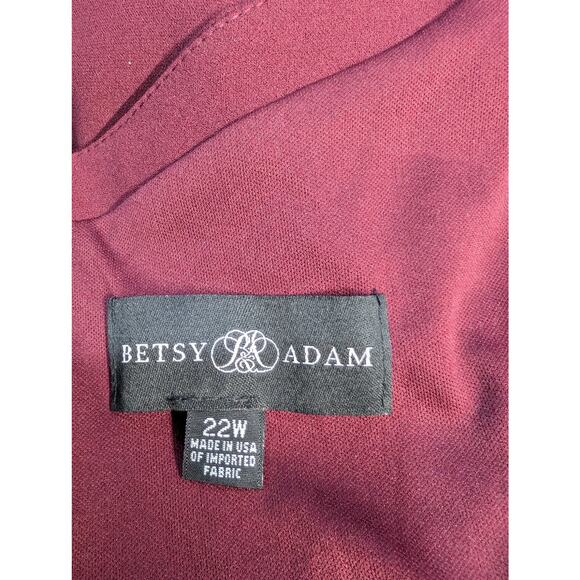 BETSY B&A ADAM
22W
MADE IN USA
OF IMPORTED
FABRIC